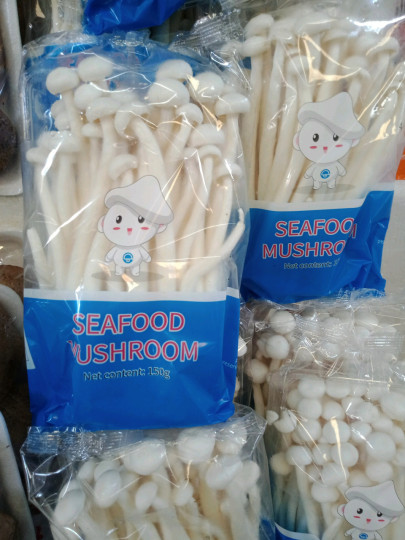 SEAFOOD
MUSHROOM
Net content: 150g
SEAFOOD
MUSHROOM
Net content: